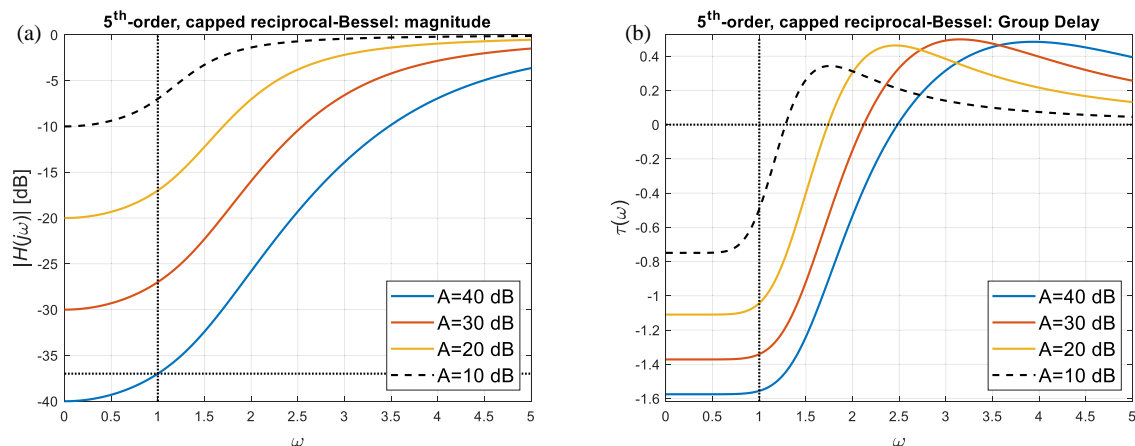 (a)
5th-order, capped reciprocal-Bessel: magnitude
|H(jω)| [dB]
0
-5
-10
-15
-20
-25
-30
-35
-40
0 0.5 1 1.5 2 2.5 3 3.5 4 4.5 5
ω
A=40 dB
A=30 dB
A=20 dB
A=10 dB
(b)
5th-order, capped reciprocal-Bessel: Group Delay
τ(ω)
0.4
0.2
0
-0.2
-0.4
-0.6
-0.8
-1
-1.2
-1.4
-1.6
0 0.5 1 1.5 2 2.5 3 3.5 4 4.5 5
ω
A=40 dB
A=30 dB
A=20 dB
A=10 dB